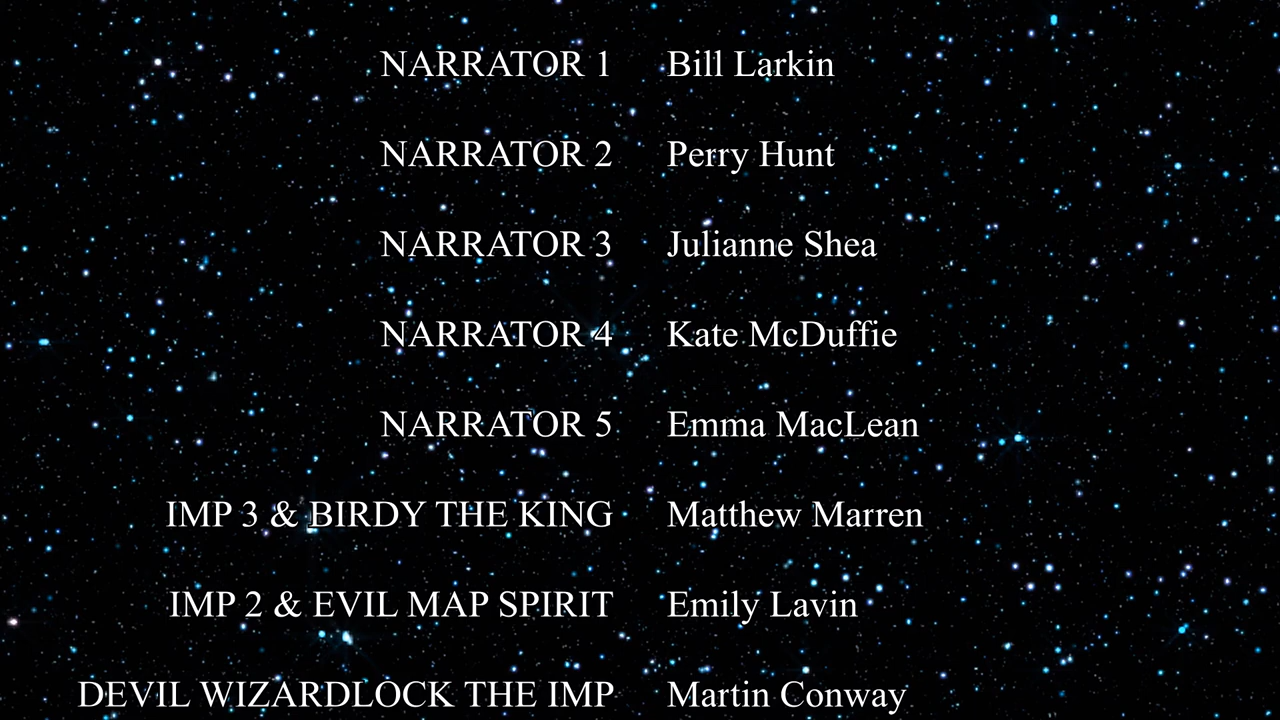 NARRATOR 1 Bill Larkin
NARRATOR 2 Perry Hunt
NARRATOR 3 Julianne Shea
NARRATOR 4 Kate McDuffie
NARRATOR 5 Emma MacLean
IMP 3 & BIRDY THE KING Matthew Marren
IMP 2 & EVIL MAP SPIRIT Emily Lavin
DEVIL WIZARDLOCK THE IMP Martin Conway